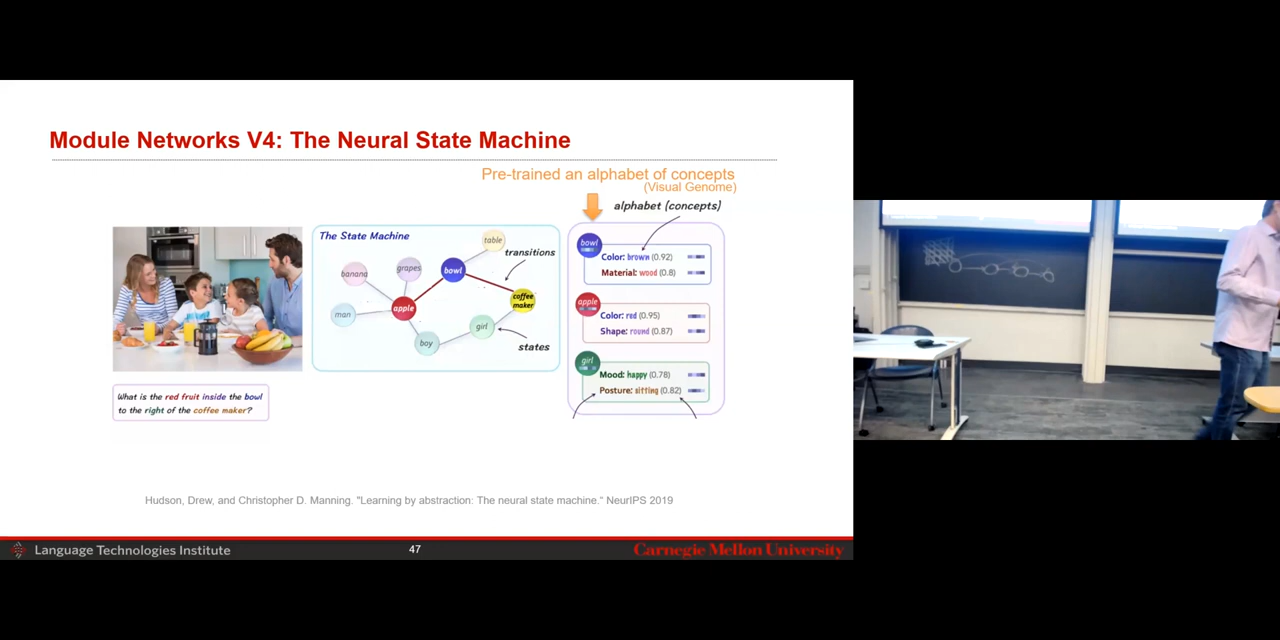 Module Networks V4: The Neural State Machine
Pre-trained an alphabet of concepts
(Visual Genome)
alphabet (concepts)
The State Machine
table
transitions
banana
grapes
bowl
coffee
maker
man
apple
girl
boy
states
bowl
Color: brown (0.92)
Material: wood (0.8)
apple
Color: red (0.95)
Shape: round (0.87)
girl
Mood: happy (0.78)
Posture: sitting (0.82)
What is the red fruit inside the bowl
to the right of the coffee maker?
Hudson, Drew, and Christopher D. Manning. "Learning by abstraction: The neural state machine." NeurIPS 2019
Language Technologies Institute
47
Carnegie Mellon University